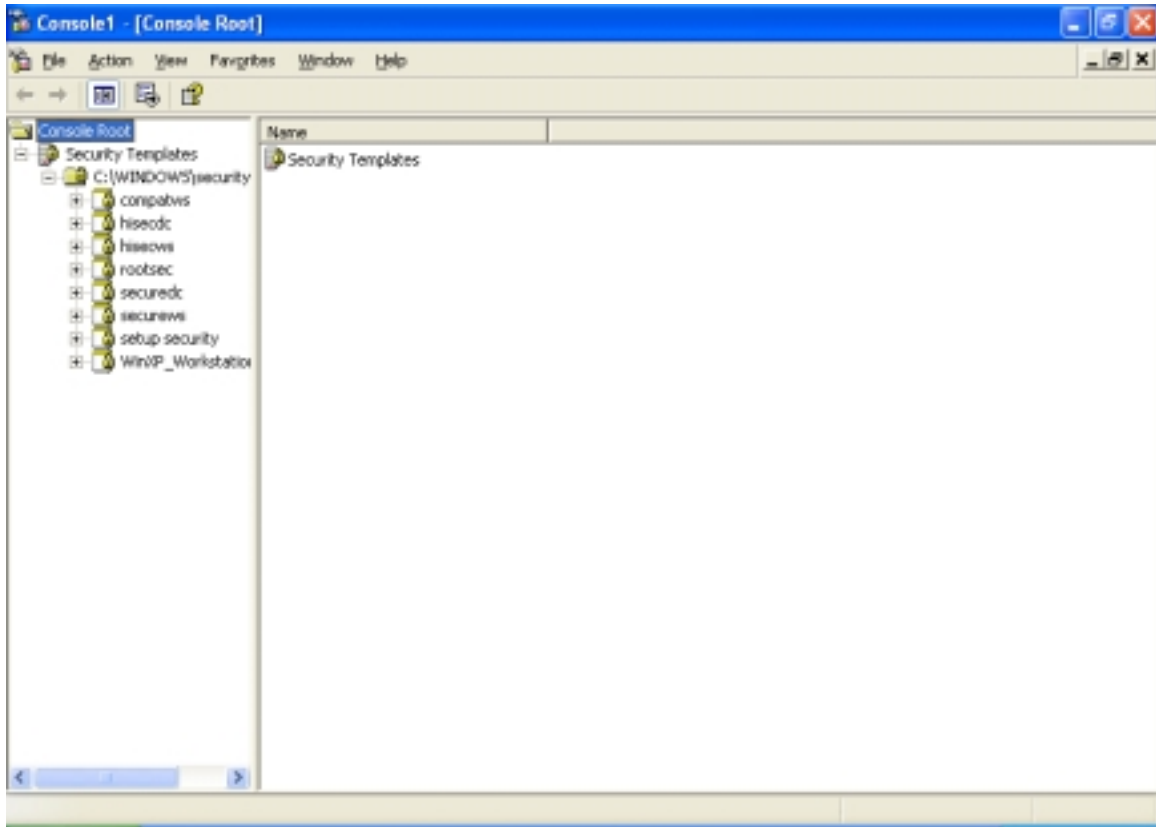 Console1 - [Console Root]
File Action View Favorites Window Help
Console Root
Name
Security Templates
Security Templates
C:\WINDOWS\security
compatws
hisecdc
hisecws
rootsec
securedc
securews
setup security
WinXP_Workstation